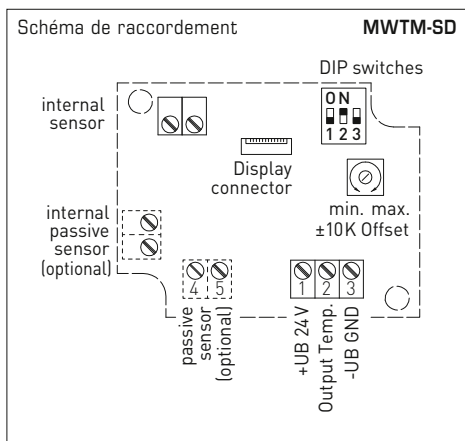 Schéma de raccordement MWTM-SD
DIP switches
ON
1 2 3
internal
sensor
Display
connector
min. max.
±10K Offset
internal
passive
sensor
(optional)
4 5
passive
sensor
(optional)
1 2 3
+UB 24 V
Output Temp.
-UB GND